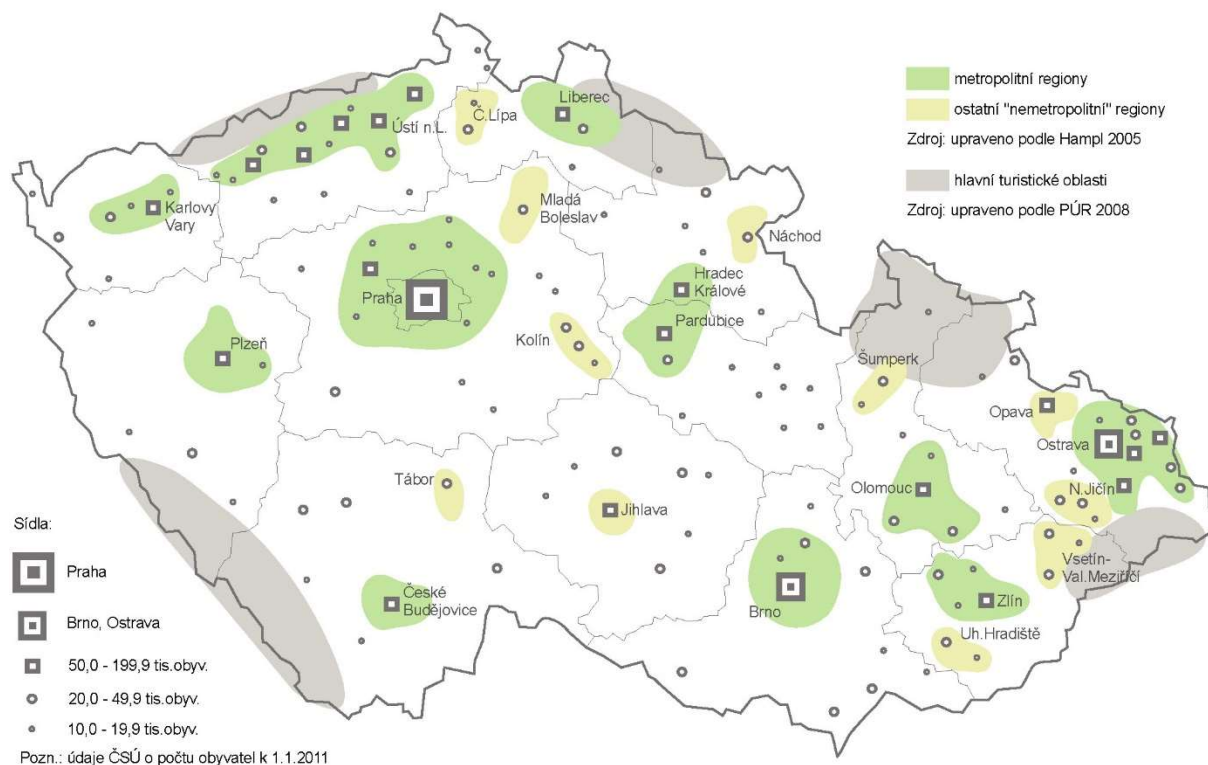 metropolitní regiony
ostatní "nemetropolitní" regiony
Zdroj: upraveno podle Hampl 2005
hlavní turistické oblasti
Zdroj: upraveno podle PÚR 2008
Liberec
Č.Lípa
Ústí n.L.
Karlovy
Vary
Mladá
Boleslav
Náchod
Hradec
Králové
Praha
Pardubice
Kolín
Plzeň
Šumperk
Opava
Ostrava
Tábor
Olomouc
N.Jičín
Jihlava
Vsetín-
Val.Meziříčí
České
Budějovice
Brno
Zlín
Uh.Hradiště
Sídla:
Praha
Brno, Ostrava
50,0 - 199,9 tis.obyv.
20,0 - 49,9 tis.obyv.
10,0 - 19,9 tis.obyv.
Pozn.: údaje ČSÚ o počtu obyvatel k 1.1.2011